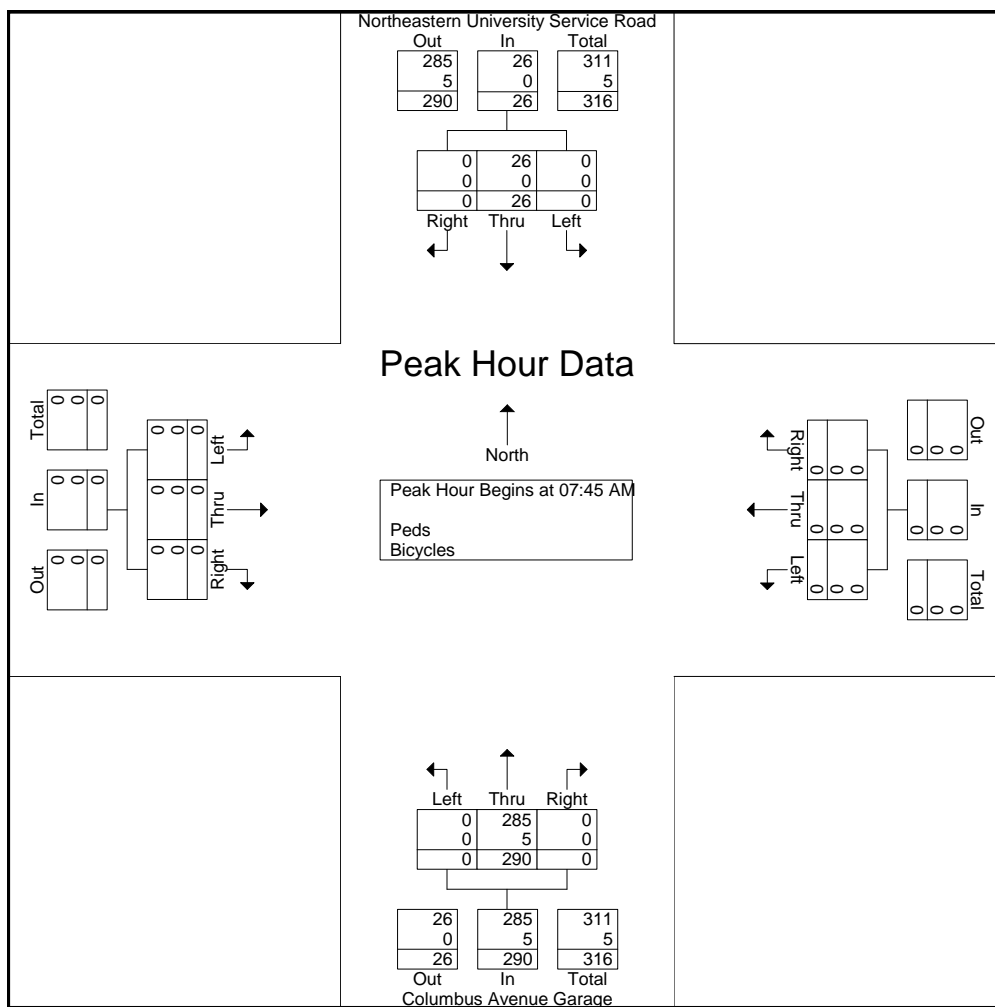 Northeastern University Service Road
Out In Total
285 26 311
5 0 5
290 26 316
0 26 0
0 0 0
0 26 0
Right Thru Left
Peak Hour Data
North
Peak Hour Begins at 07:45 AM
Peds
Bicycles
Total
0 0 0
In
0 0 0
Out
0 0 0
Left
0 0 0
Thru
0 0 0
Right
0 0 0
Right
0 0 0
Thru
0 0 0
Left
0 0 0
Out
0 0 0
In
0 0 0
Total
0 0 0
Left Thru Right
0 285 0
0 5 0
0 290 0
26 285 311
0 5 5
26 290 316
Out In Total
Columbus Avenue Garage